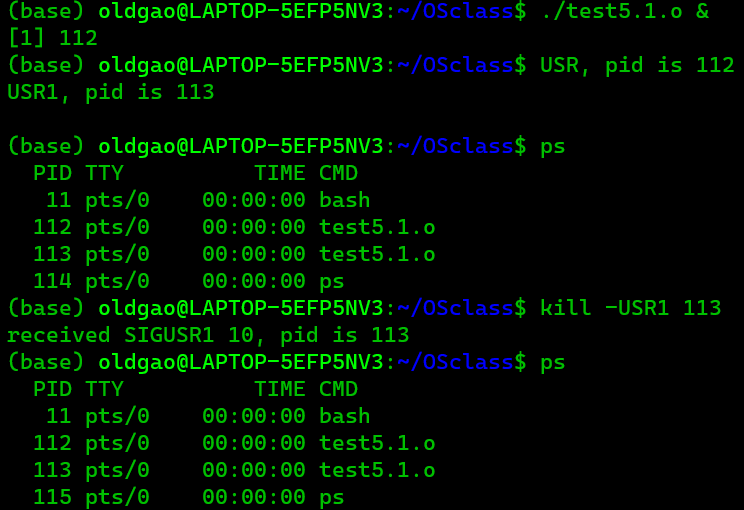 (base) oldgao@LAPTOP-5EFP5NV3:~/OSclass$ ./test5.1.o &
[1] 112
(base) oldgao@LAPTOP-5EFP5NV3:~/OSclass$ USR, pid is 112
USR1, pid is 113
(base) oldgao@LAPTOP-5EFP5NV3:~/OSclass$ ps
  PID TTY          TIME CMD
   11 pts/0    00:00:00 bash
  112 pts/0    00:00:00 test5.1.o
  113 pts/0    00:00:00 test5.1.o
  114 pts/0    00:00:00 ps
(base) oldgao@LAPTOP-5EFP5NV3:~/OSclass$ kill -USR1 113
received SIGUSR1 10, pid is 113
(base) oldgao@LAPTOP-5EFP5NV3:~/OSclass$ ps
  PID TTY          TIME CMD
   11 pts/0    00:00:00 bash
  112 pts/0    00:00:00 test5.1.o
  113 pts/0    00:00:00 test5.1.o
  115 pts/0    00:00:00 ps